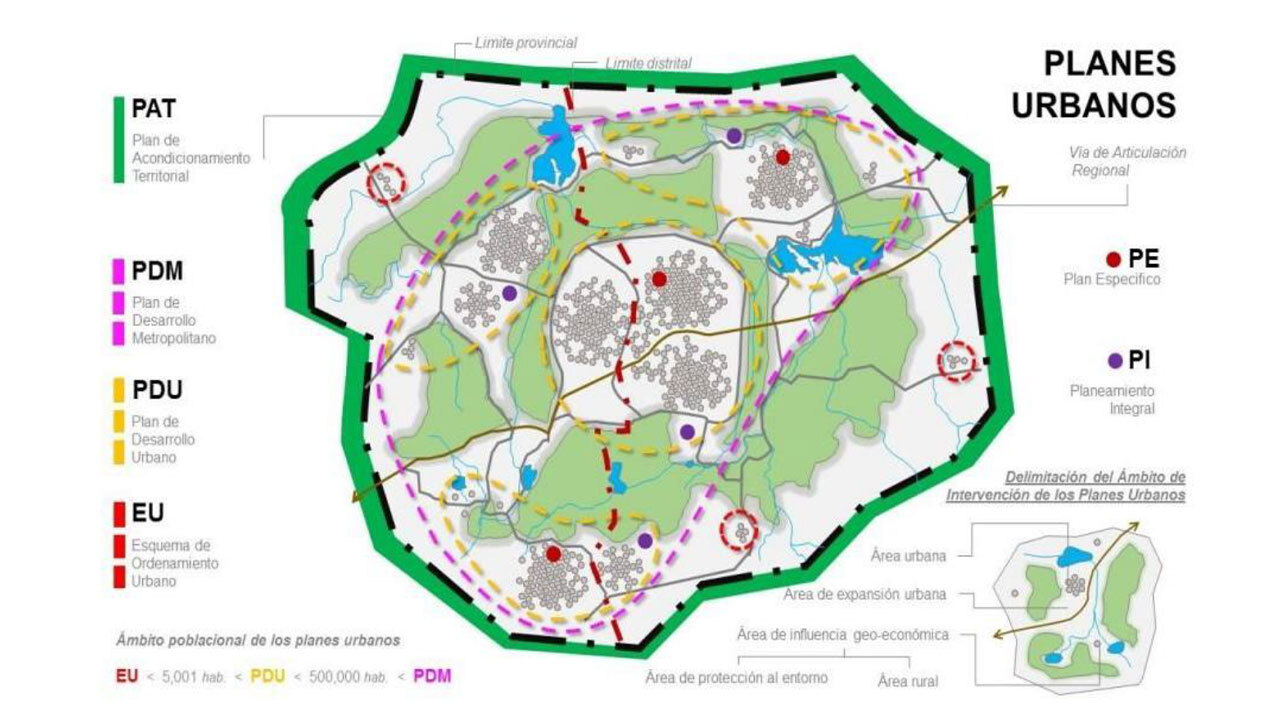 Limite provincial
Limite distrital
PLANES
URBANOS
PAT
Plan de
Acondicionamiento
Territorial
Vía de Articulación
Regional
PDM
Plan de
Desarrollo
Metropolitano
PE
Plan Especifico
PI
Planeamiento
Integral
PDU
Plan de
Desarrollo
Urbano
EU
Esquema de
Ordenamiento
Urbano
Delimitación del Ámbito de
Intervención de los Planes Urbanos
Área urbana
Área de expansión urbana
Área de influencia geo-económica
Área de protección al entorno
Área rural
Ámbito poblacional de los planes urbanos
EU < 5,001 hab. < PDU < 500,000 hab. < PDM